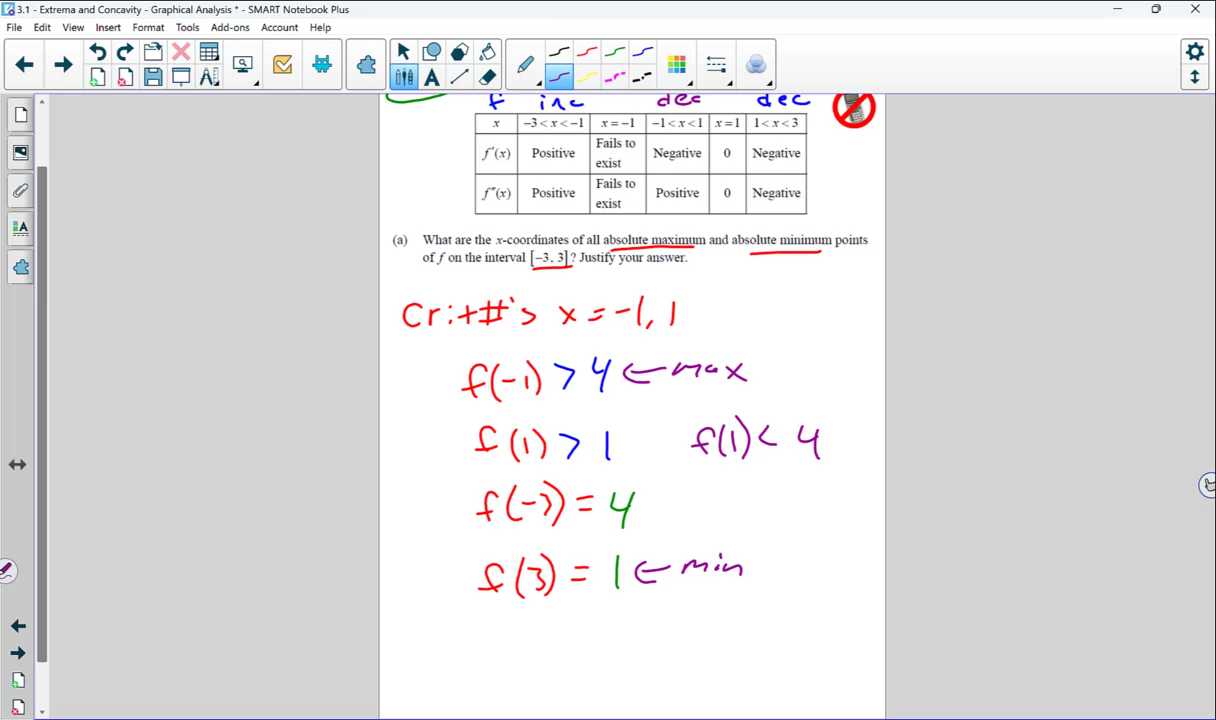 3.1 - Extrema and Concavity - Graphical Analysis * - SMART Notebook Plus
File Edit View Insert Format Tools Add-ons Account Help
f inc dec dec
x −3 < x < −1 x = −1 −1 < x < 1 x = 1 1 < x < 3
f′(x) Positive Fails to exist Negative 0 Negative
f″(x) Positive Fails to exist Positive 0 Negative
(a) What are the x-coordinates of all absolute maximum and absolute minimum points
of f on the interval [−3, 3]? Justify your answer.
Crit #'s x = -1, 1
f(-1) > 4 ← max
f(1) > 1 f(1) < 4
f(-3) = 4
f(3) = 1 ← min